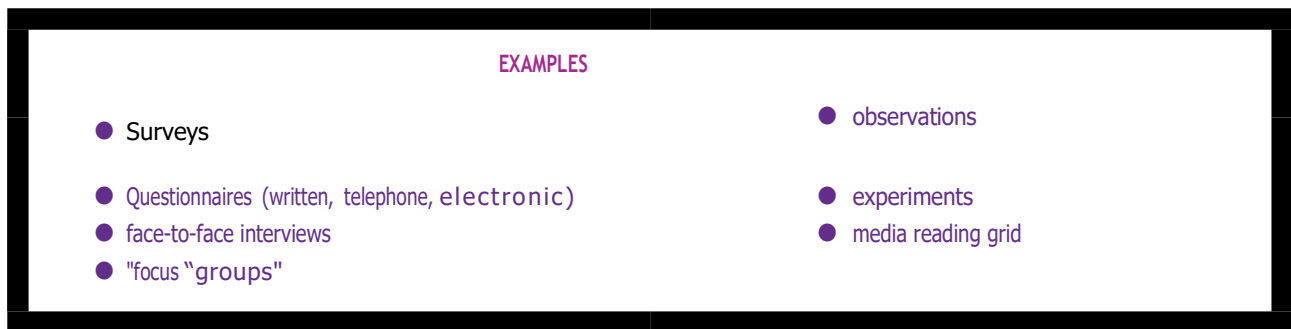 EXAMPLES
● Surveys
● Questionnaires (written, telephone, electronic)
● face-to-face interviews
● "focus “groups"
● observations
● experiments
● media reading grid